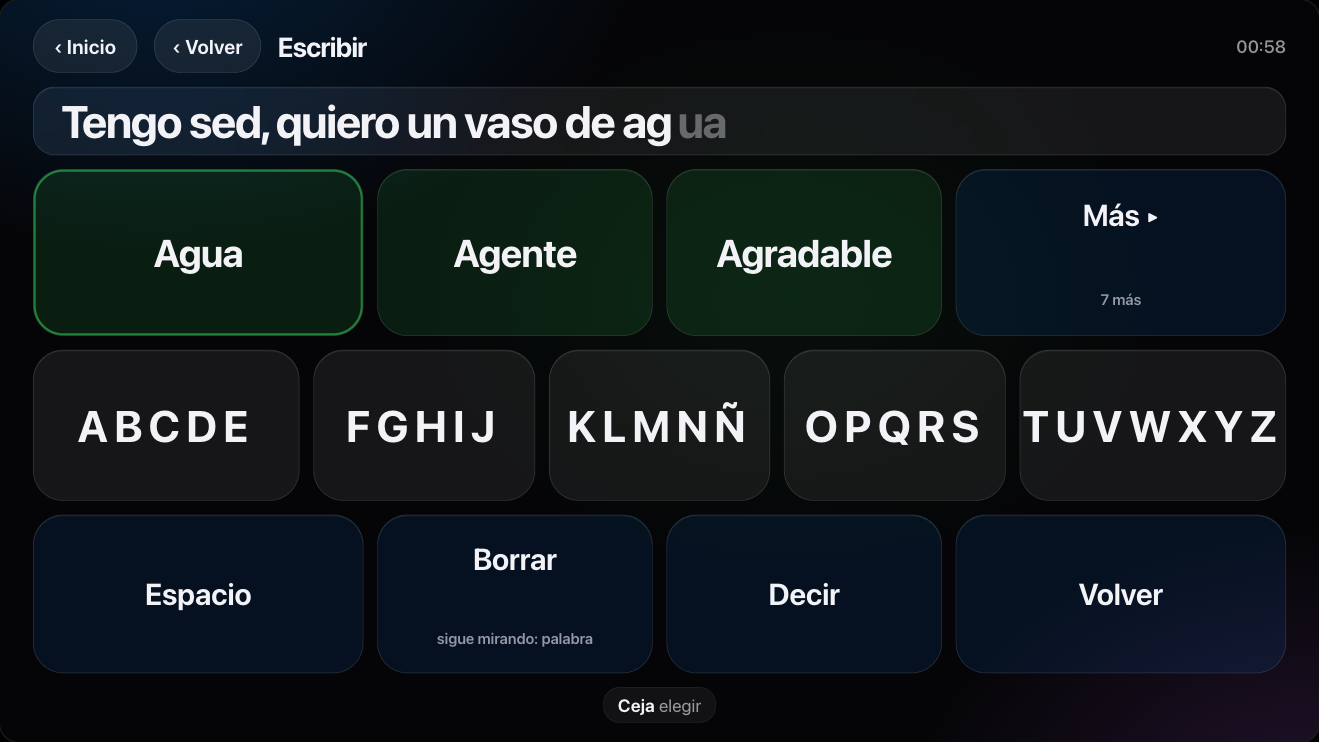 ‹ Inicio
‹ Volver
Escribir
00:58
Tengo sed, quiero un vaso de ag ua
Agua
Agente
Agradable
Más ▸
7 más
A B C D E
F G H I J
K L M N Ñ
O P Q R S
T U V W X Y Z
Espacio
Borrar
sigue mirando: palabra
Decir
Volver
Ceja elegir